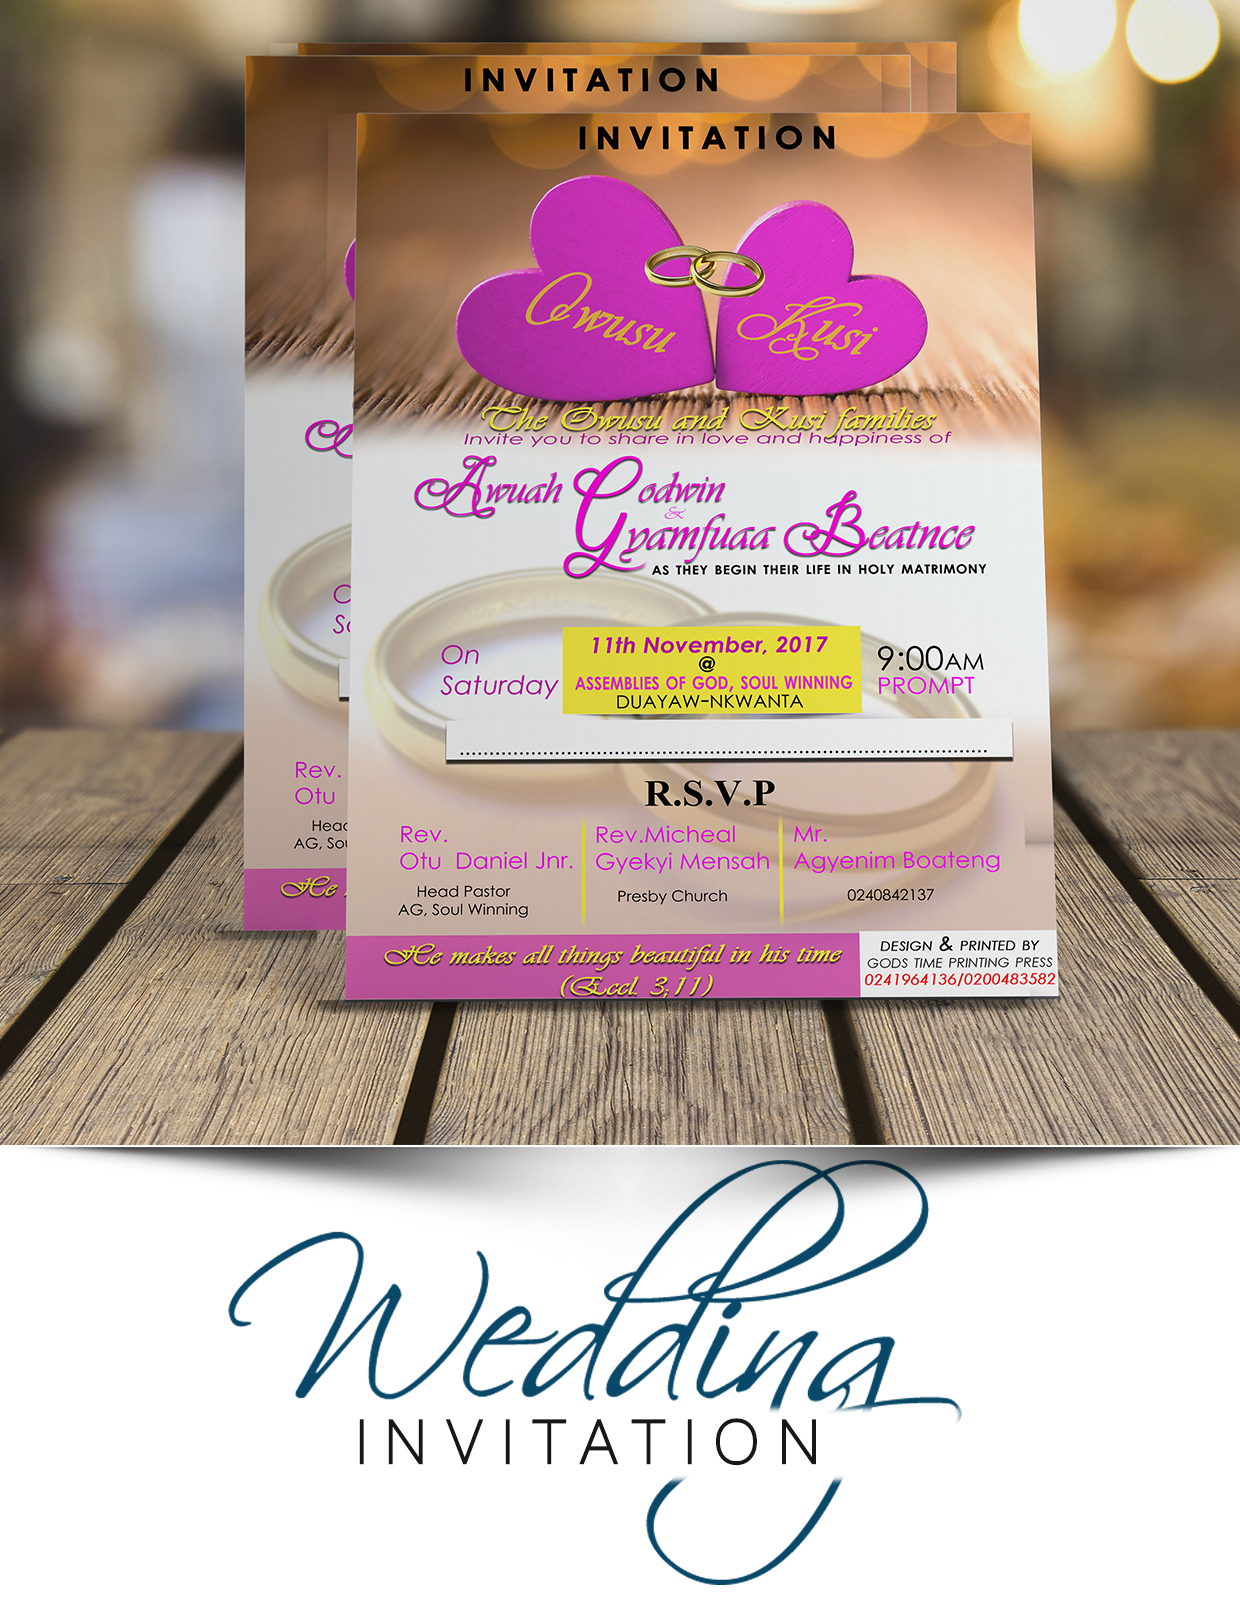 INVITATION
INVITATION
Owusu
Kusi
The Owusu and Kusi families
Invite you to share in love and happiness of
Awuah Godwin
&
Gyamfuaa Beatrice
AS THEY BEGIN THEIR LIFE IN HOLY MATRIMONY
On
Saturday
11th November, 2017
@
ASSEMBLIES OF GOD, SOUL WINNING
DUAYAW-NKWANTA
9:00AM
PROMPT
R.S.V.P
Rev.
Otu Daniel Jnr.
Head Pastor
AG, Soul Winning
Rev.Micheal
Gyekyi Mensah
Presby Church
Mr.
Agyenim Boateng
0240842137
He makes all things beautiful in his time
(Eccl. 3;11)
DESIGN & PRINTED BY
GODS TIME PRINTING PRESS
0241964136/0200483582
Rev.
Otu
He
Wedding
INVITATION